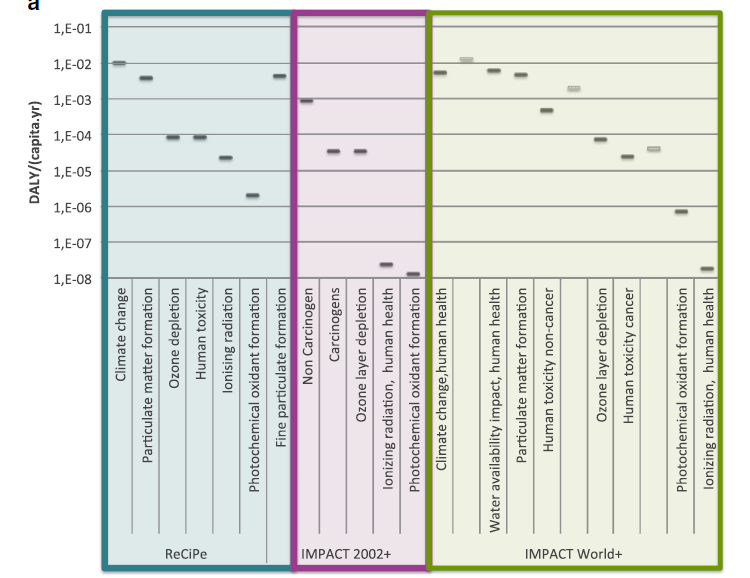 a
1,E-01
1,E-02
1,E-03
1,E-04
1,E-05
1,E-06
1,E-07
1,E-08
DALY/(capita.yr)
Climate change
Particulate matter formation
Ozone depletion
Human toxicity
Ionising radiation
Photochemical oxidant formation
Fine particulate formation
Non Carcinogen
Carcinogens
Ozone layer depletion
Ionizing radiation, human health
Photochemical oxidant formation
Climate change,human health
Water availability impact, human health
Particulate matter formation
Human toxicity non-cancer
Ozone layer depletion
Human toxicity cancer
Photochemical oxidant formation
Ionizing radiation, human health
ReCiPe
IMPACT 2002+
IMPACT World+